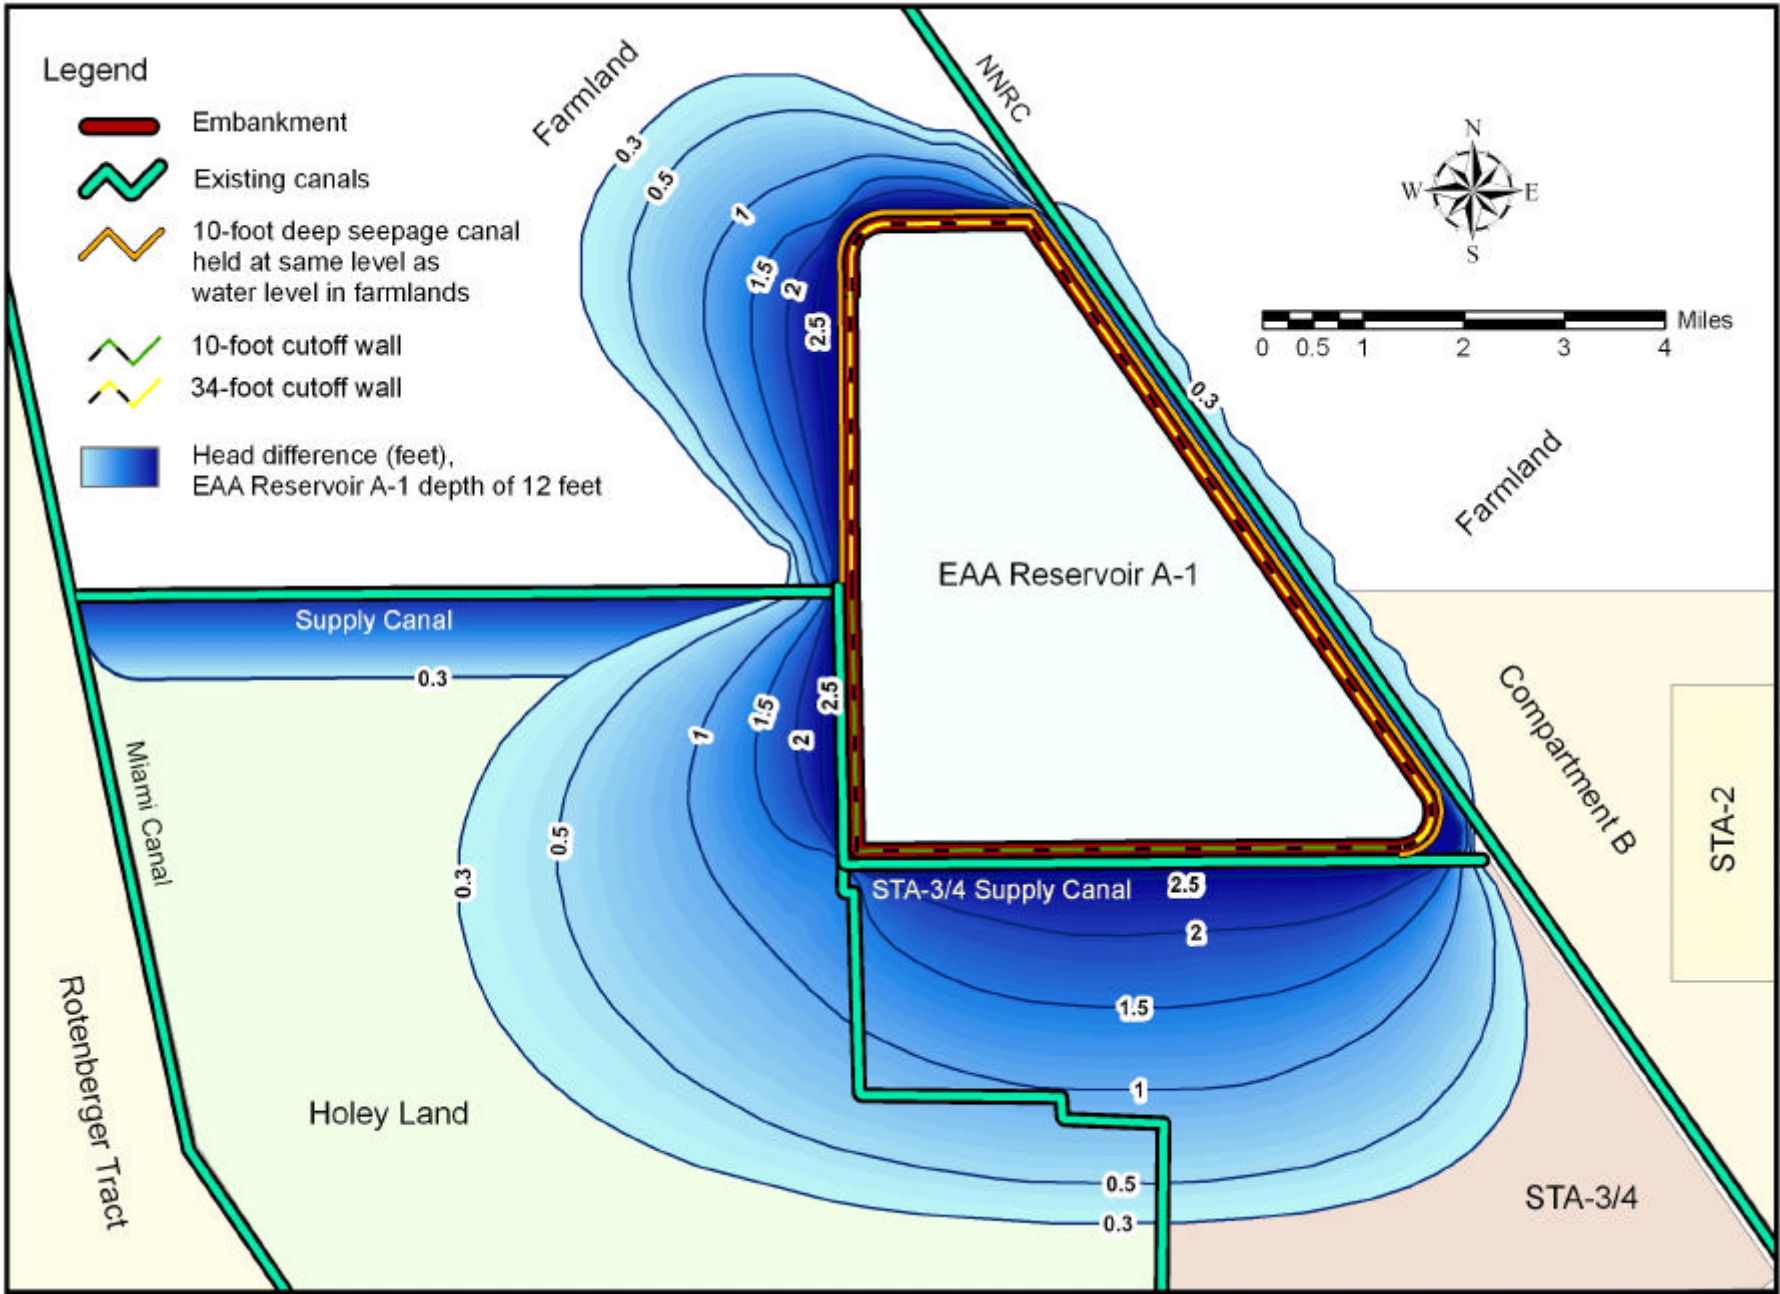 Legend
Embankment
Existing canals
10-foot deep seepage canal
held at same level as
water level in farmlands
10-foot cutoff wall
34-foot cutoff wall
Head difference (feet),
EAA Reservoir A-1 depth of 12 feet
Farmland
NNRC
N
W
E
S
Miles
0
0.5
1
2
3
4
0.3
0.5
1
1.5
2
2.5
0.3
Farmland
EAA Reservoir A-1
Supply Canal
0.3
2.5
1.5
2
1
0.5
0.3
Compartment B
STA-2
Miami Canal
STA-3/4 Supply Canal
2.5
2
1.5
1
0.5
0.3
Rotenberger Tract
Holey Land
STA-3/4